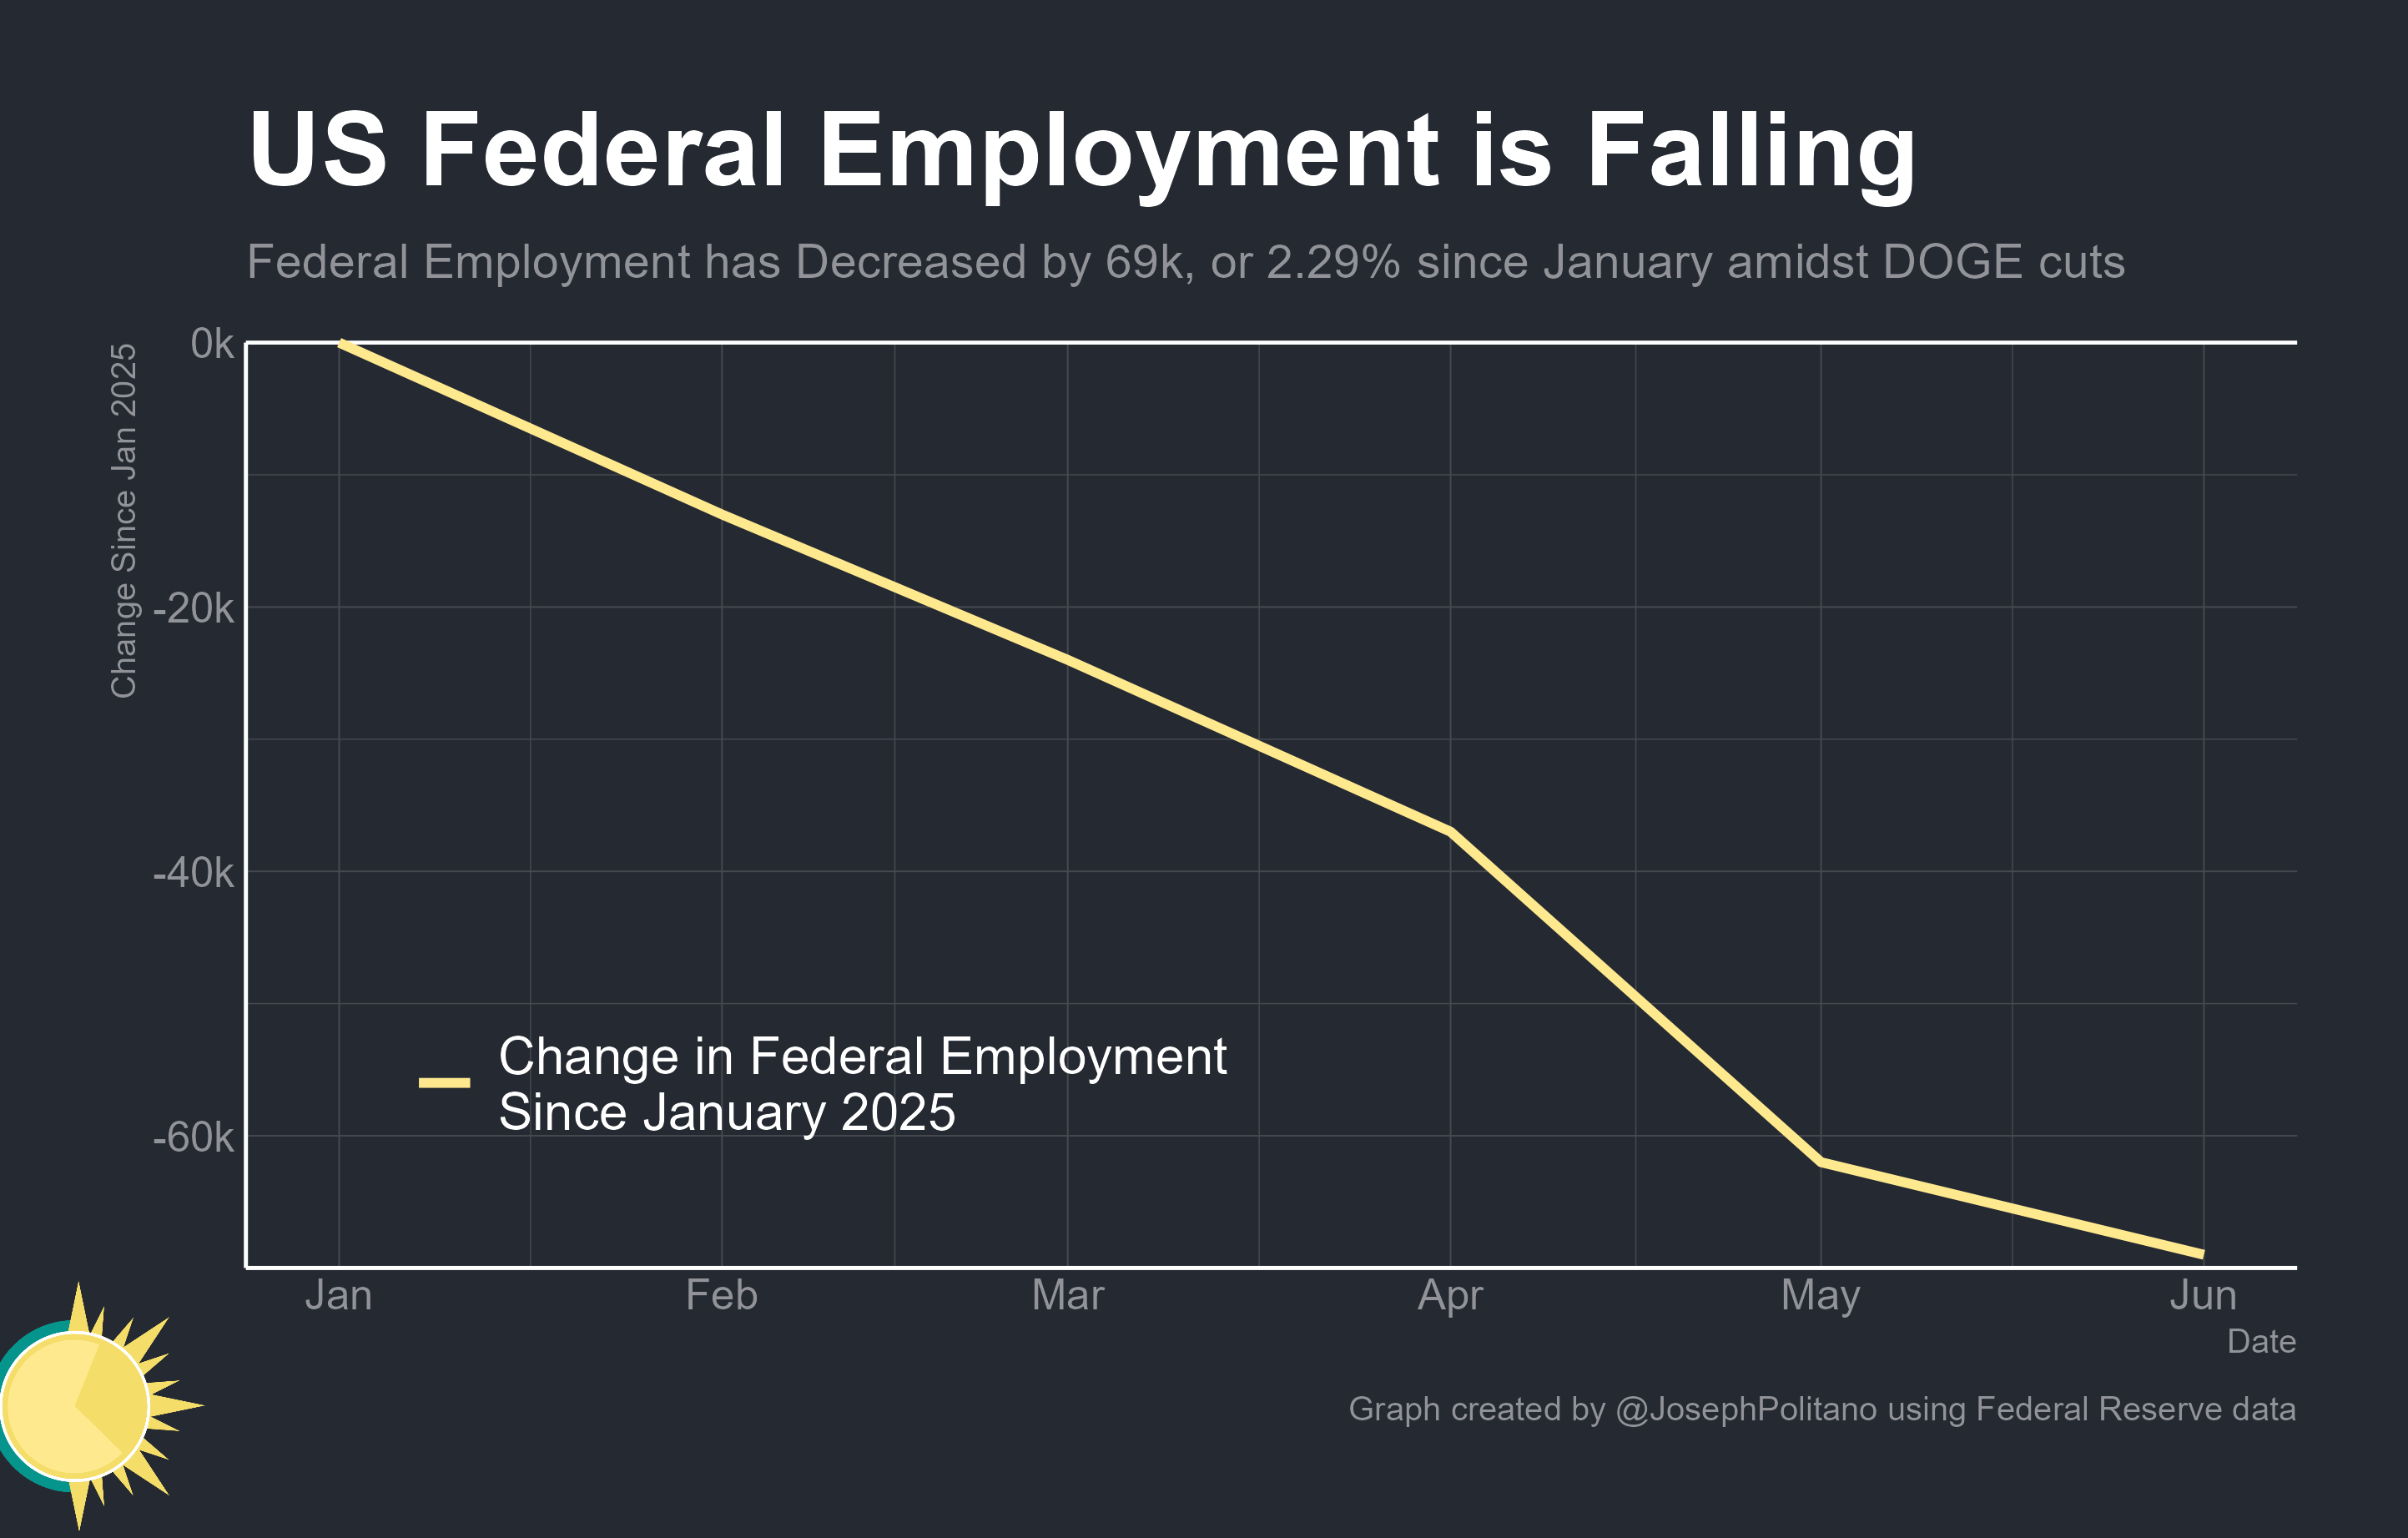 US Federal Employment is Falling
Federal Employment has Decreased by 69k, or 2.29% since January amidst DOGE cuts
Change Since Jan 2025
0k
-20k
-40k
-60k
Change in Federal Employment
Since January 2025
Jan Feb Mar Apr May Jun
Date
Graph created by @JosephPolitano using Federal Reserve data